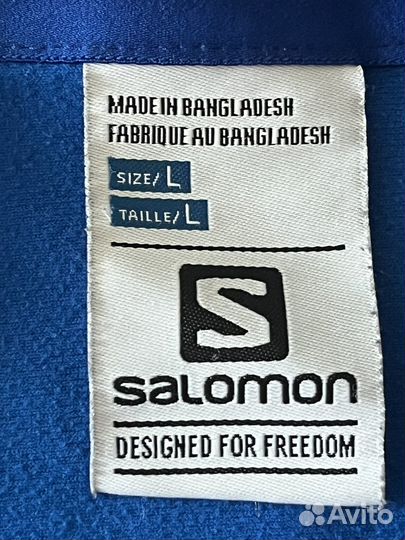 MADE IN BANGLADESH
FABRIQUE AU BANGLADESH
SIZE/L
TAILLE/L
S
SALOMON
DESIGNED FOR FREEDOM
Avito